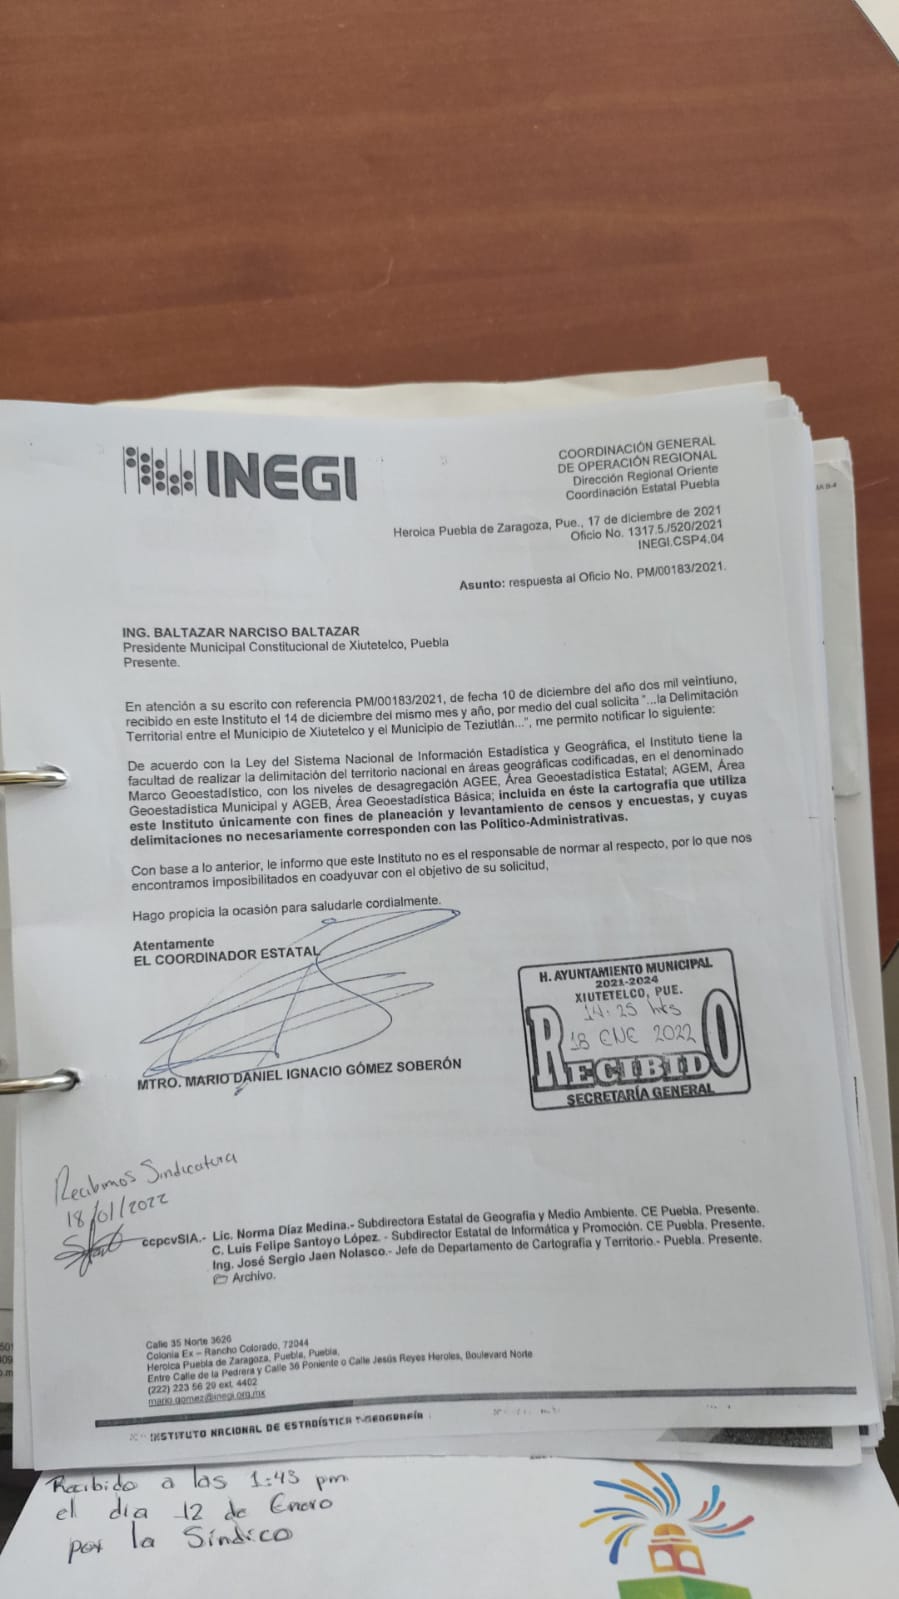 INEGI
COORDINACIÓN GENERAL
DE OPERACIÓN REGIONAL
Dirección Regional Oriente
Coordinación Estatal Puebla
Heroica Puebla de Zaragoza, Pue., 17 de diciembre de 2021
Oficio No. 1317.5./520/2021
INEGI.CSP4.04
Asunto: respuesta al Oficio No. PM/00183/2021.
ING. BALTAZAR NARCISO BALTAZAR
Presidente Municipal Constitucional de Xiutetelco, Puebla
Presente.
En atención a su escrito con referencia PM/00183/2021, de fecha 10 de diciembre del año dos mil veintiuno,
recibido en este Instituto el 14 de diciembre del mismo mes y año, por medio del cual solicita "...la Delimitación
Territorial entre el Municipio de Xiutetelco y el Municipio de Teziutlán...", me permito notificar lo siguiente:
De acuerdo con la Ley del Sistema Nacional de Información Estadística y Geográfica, el Instituto tiene la
facultad de realizar la delimitación del territorio nacional en áreas geográficas codificadas, en el denominado
Marco Geoestadístico, con los niveles de desagregación AGEE, Área Geoestadística Estatal; AGEM, Área
Geoestadística Municipal y AGEB, Área Geoestadística Básica; incluida en éste la cartografía que utiliza
este Instituto únicamente con fines de planeación y levantamiento de censos y encuestas, y cuyas
delimitaciones no necesariamente corresponden con las Político-Administrativas.
Con base a lo anterior, le informo que este Instituto no es el responsable de normar al respecto, por lo que nos
encontramos imposibilitados en coadyuvar con el objetivo de su solicitud,
Hago propicia la ocasión para saludarle cordialmente.
Atentamente
EL COORDINADOR ESTATAL
MTRO. MARIO DANIEL IGNACIO GÓMEZ SOBERÓN
H. AYUNTAMIENTO MUNICIPAL
2021-2024
XIUTETELCO, PUE.
14:25 hrs
18 ENE 2022
RECIBIDO
SECRETARÍA GENERAL
Recibimos Sindicatura
18/01/2022
ccpcvSIA.- Lic. Norma Díaz Medina.- Subdirectora Estatal de Geografía y Medio Ambiente. CE Puebla. Presente.
C. Luis Felipe Santoyo López. - Subdirector Estatal de Informática y Promoción. CE Puebla. Presente.
Ing. José Sergio Jaen Nolasco.- Jefe de Departamento de Cartografía y Territorio.- Puebla. Presente.
Archivo.
Calle 35 Norte 3626
Colonia Ex – Rancho Colorado, 72044
Heroica Puebla de Zaragoza, Puebla, Puebla,
Entre Calle de la Pedrera y Calle 36 Poniente o Calle Jesús Reyes Heroles, Boulevard Norte
(222) 223 56 29 ext. 4402
mario.gomez@inegi.org.mx
INSTITUTO NACIONAL DE ESTADÍSTICA Y GEOGRAFÍA
Recibido a las 1:43 pm
el día 12 de Enero
por la Síndico